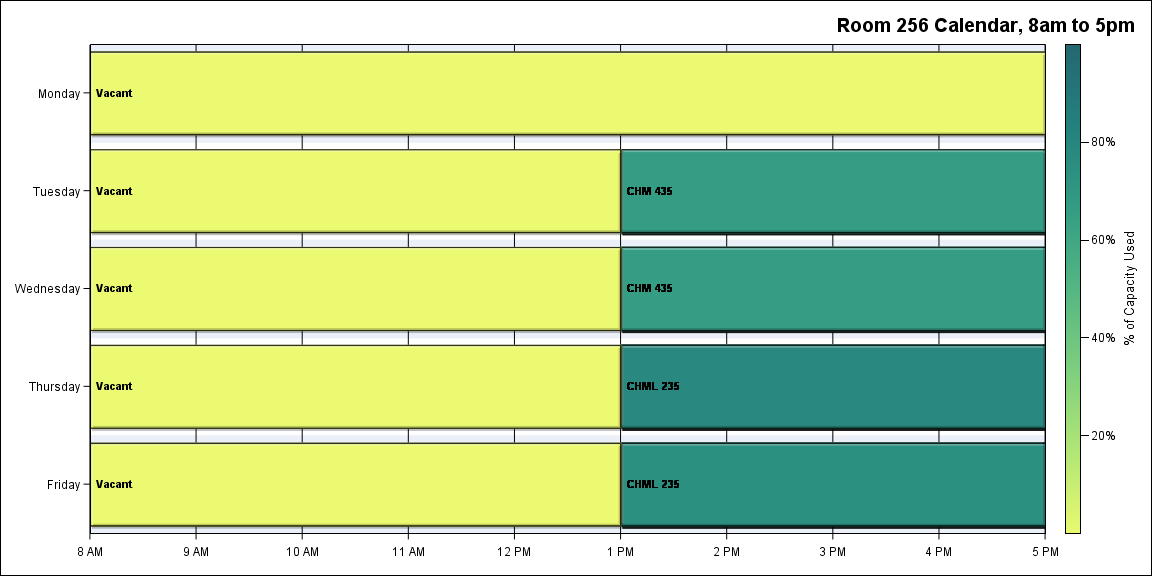 Room 256 Calendar, 8am to 5pm
Monday
Vacant
Tuesday
Vacant
CHM 435
Wednesday
Vacant
CHM 435
Thursday
Vacant
CHML 235
Friday
Vacant
CHML 235
8 AM 9 AM 10 AM 11 AM 12 PM 1 PM 2 PM 3 PM 4 PM 5 PM
80%
60%
40%
20%
% of Capacity Used